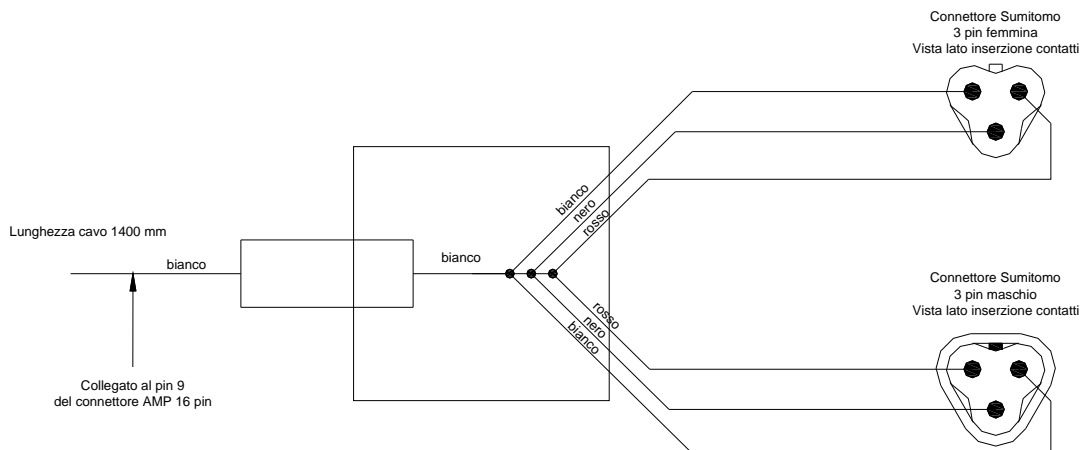 Connettore Sumitomo
3 pin femmina
Vista lato inserzione contatti
bianco
nero
rosso
Lunghezza cavo 1400 mm
bianco
bianco
Connettore Sumitomo
3 pin maschio
Vista lato inserzione contatti
rosso
nero
bianco
Collegato al pin 9
del connettore AMP 16 pin